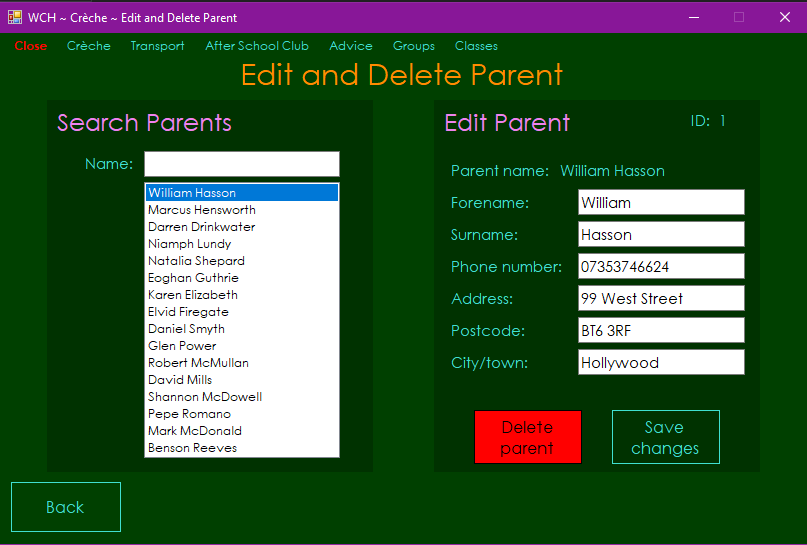 WCH ~ Crèche ~ Edit and Delete Parent
Close Crèche Transport After School Club Advice Groups Classes
Edit and Delete Parent
Search Parents
Name:
William Hasson
Marcus Hensworth
Darren Drinkwater
Niamph Lundy
Natalia Shepard
Eoghan Guthrie
Karen Elizabeth
Elvid Firegate
Daniel Smyth
Glen Power
Robert McMullan
David Mills
Shannon McDowell
Pepe Romano
Mark McDonald
Benson Reeves
Edit Parent
ID: 1
Parent name: William Hasson
Forename: William
Surname: Hasson
Phone number: 07353746624
Address: 99 West Street
Postcode: BT6 3RF
City/town: Hollywood
Delete
parent
Save
changes
Back